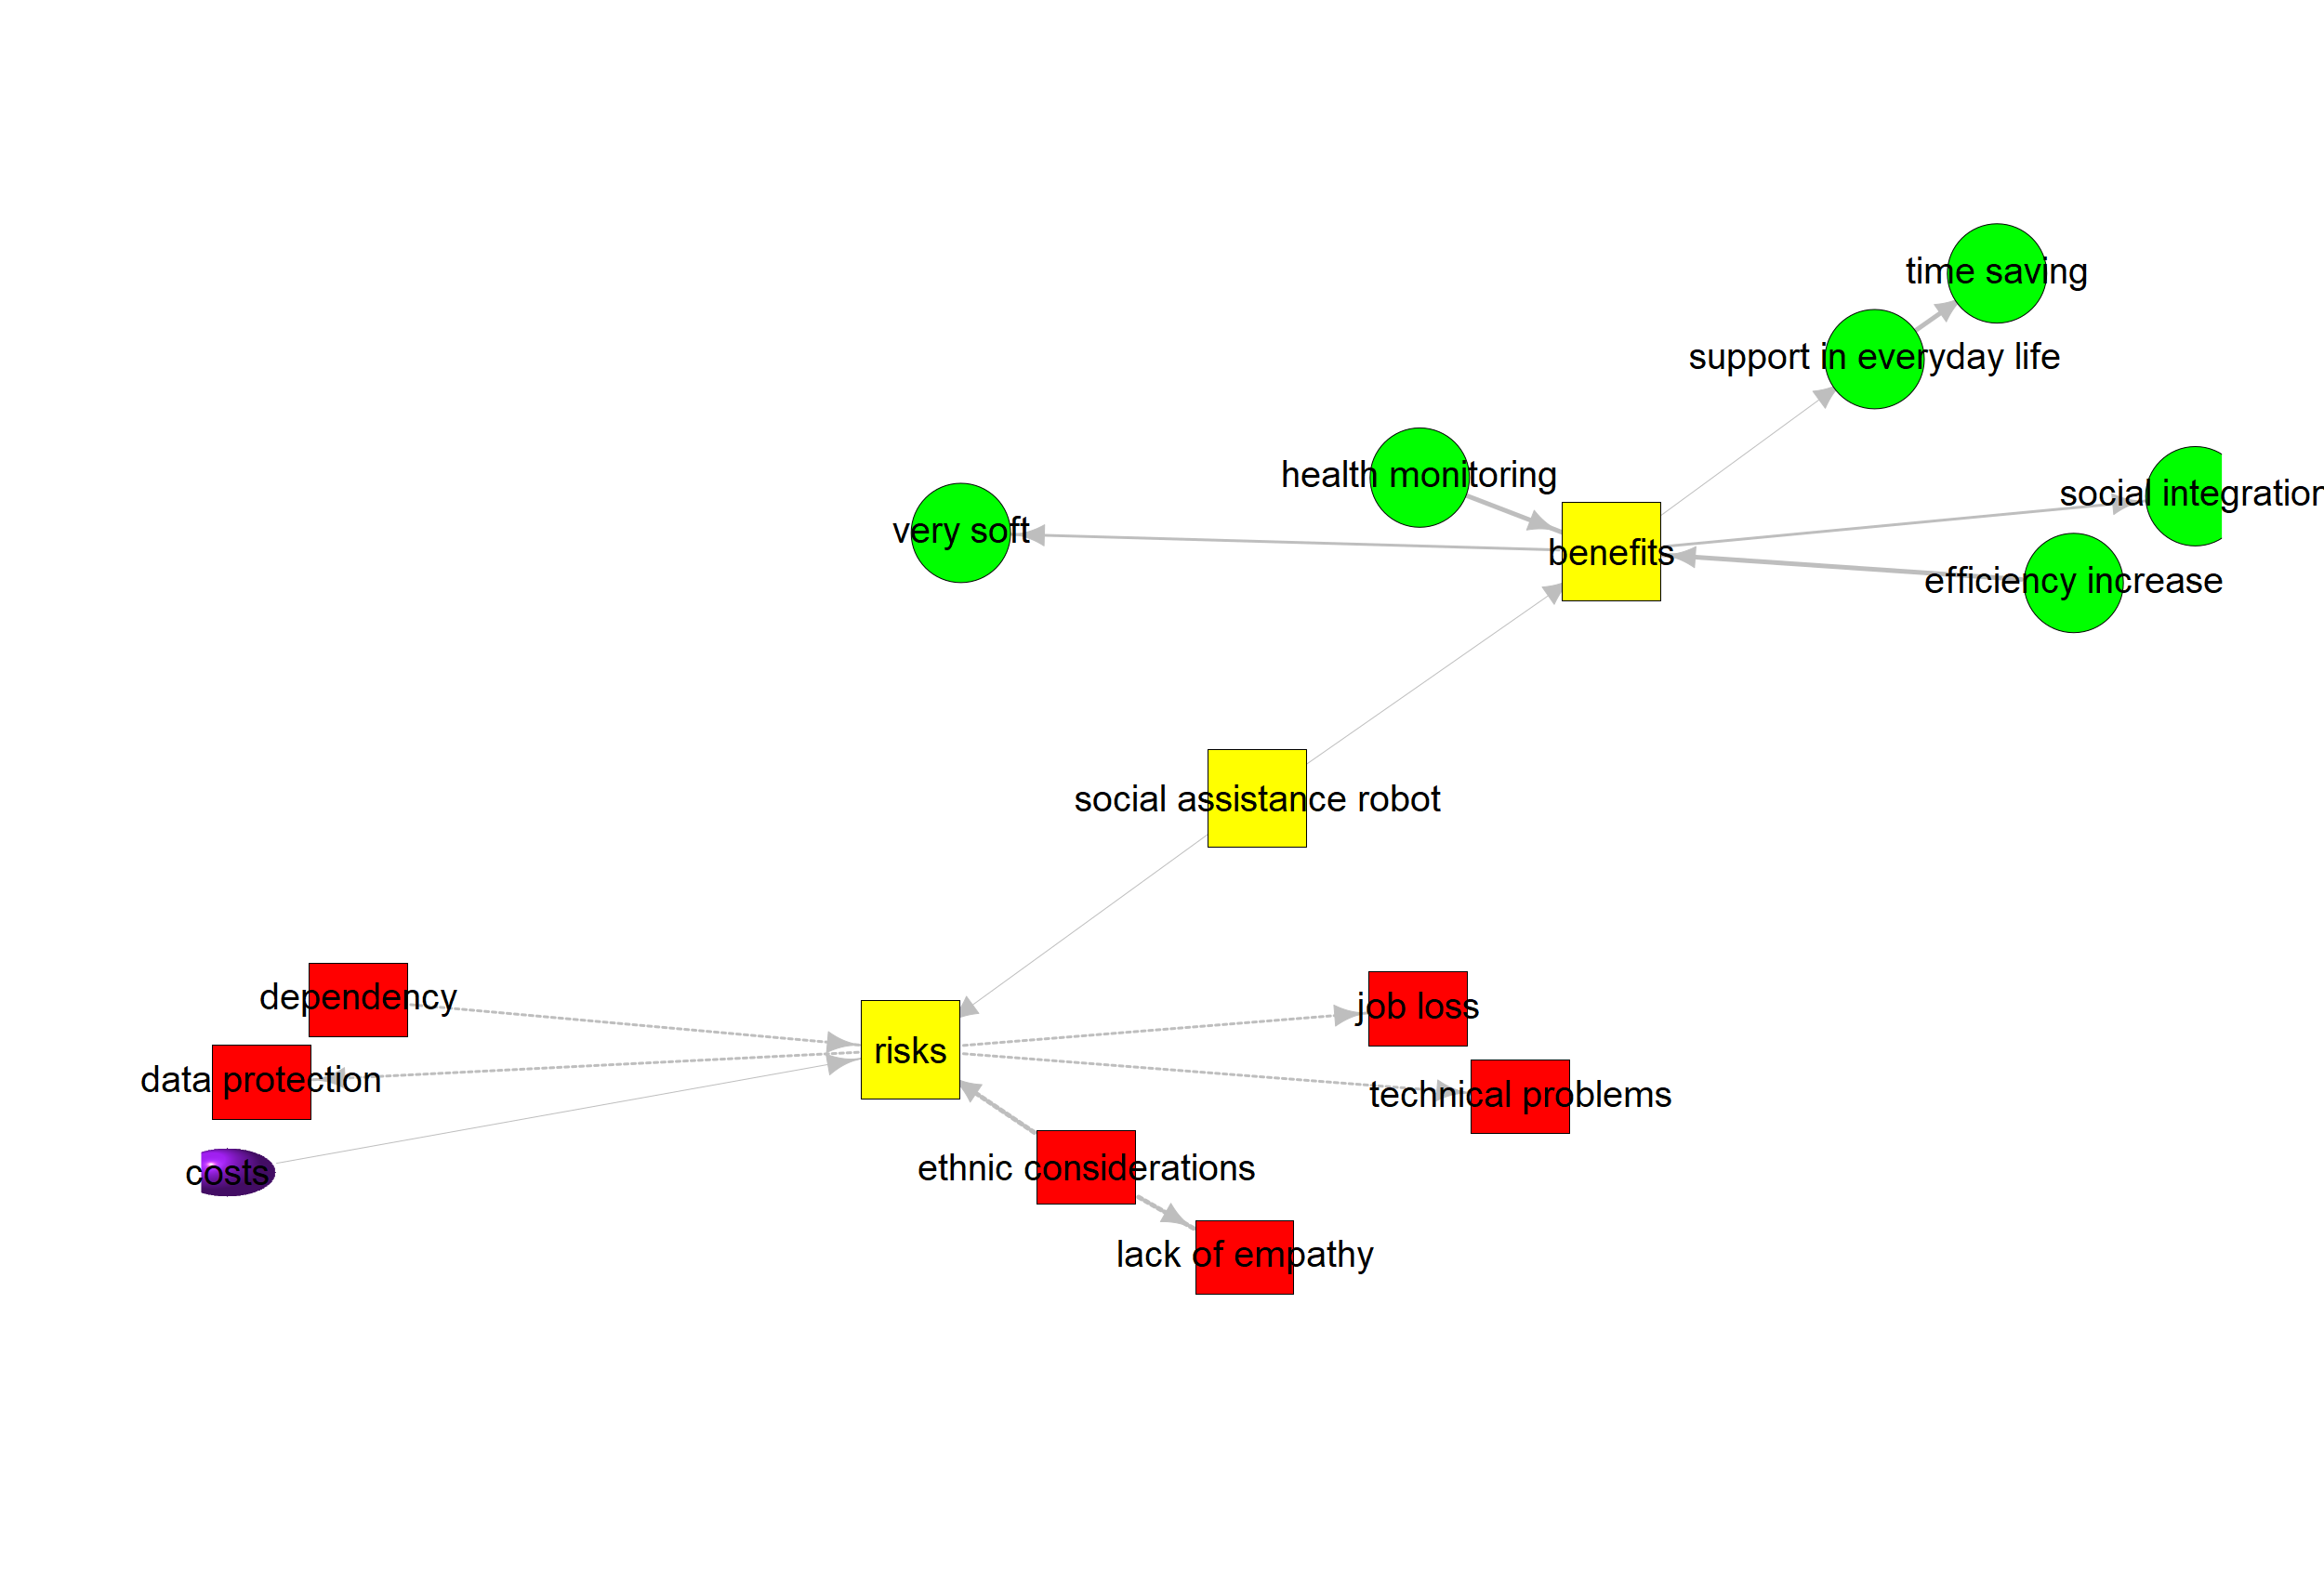 time saving
support in everyday life
health monitoring
social integration
very soft
benefits
efficiency increase
social assistance robot
dependency
job loss
risks
data protection
technical problems
costs
ethnic considerations
lack of empathy